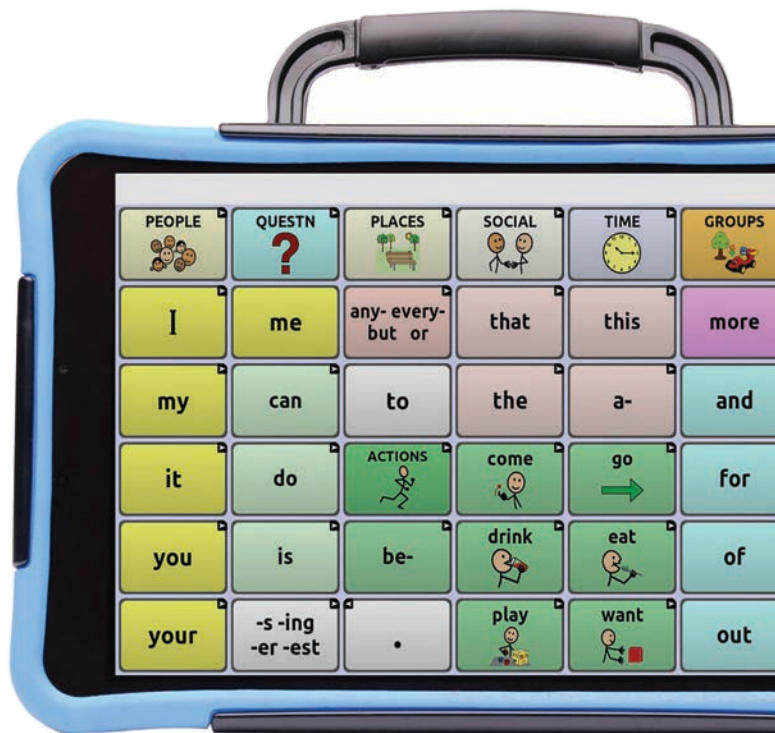 PEOPLE QUESTN PLACES SOCIAL TIME GROUPS
?
I me any- every- that this more
but or
my can to the a- and
ACTIONS come go
it do for
drink eat
you is be- of
play want
your -s -ing . out
-er -est